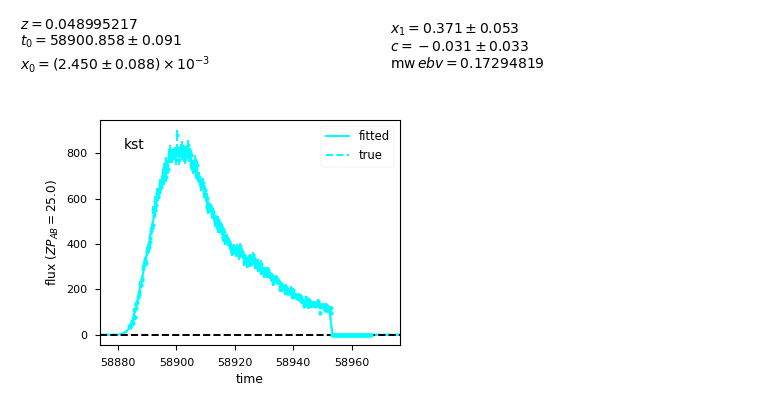 z = 0.048995217
t₀ = 58900.858 ± 0.091
x₀ = (2.450 ± 0.088) × 10⁻³
x₁ = 0.371 ± 0.053
c = −0.031 ± 0.033
mw ebv = 0.17294819
kst
fitted
true
800
600
400
200
0
flux (ZP_AB = 25.0)
58880 58900 58920 58940 58960
time